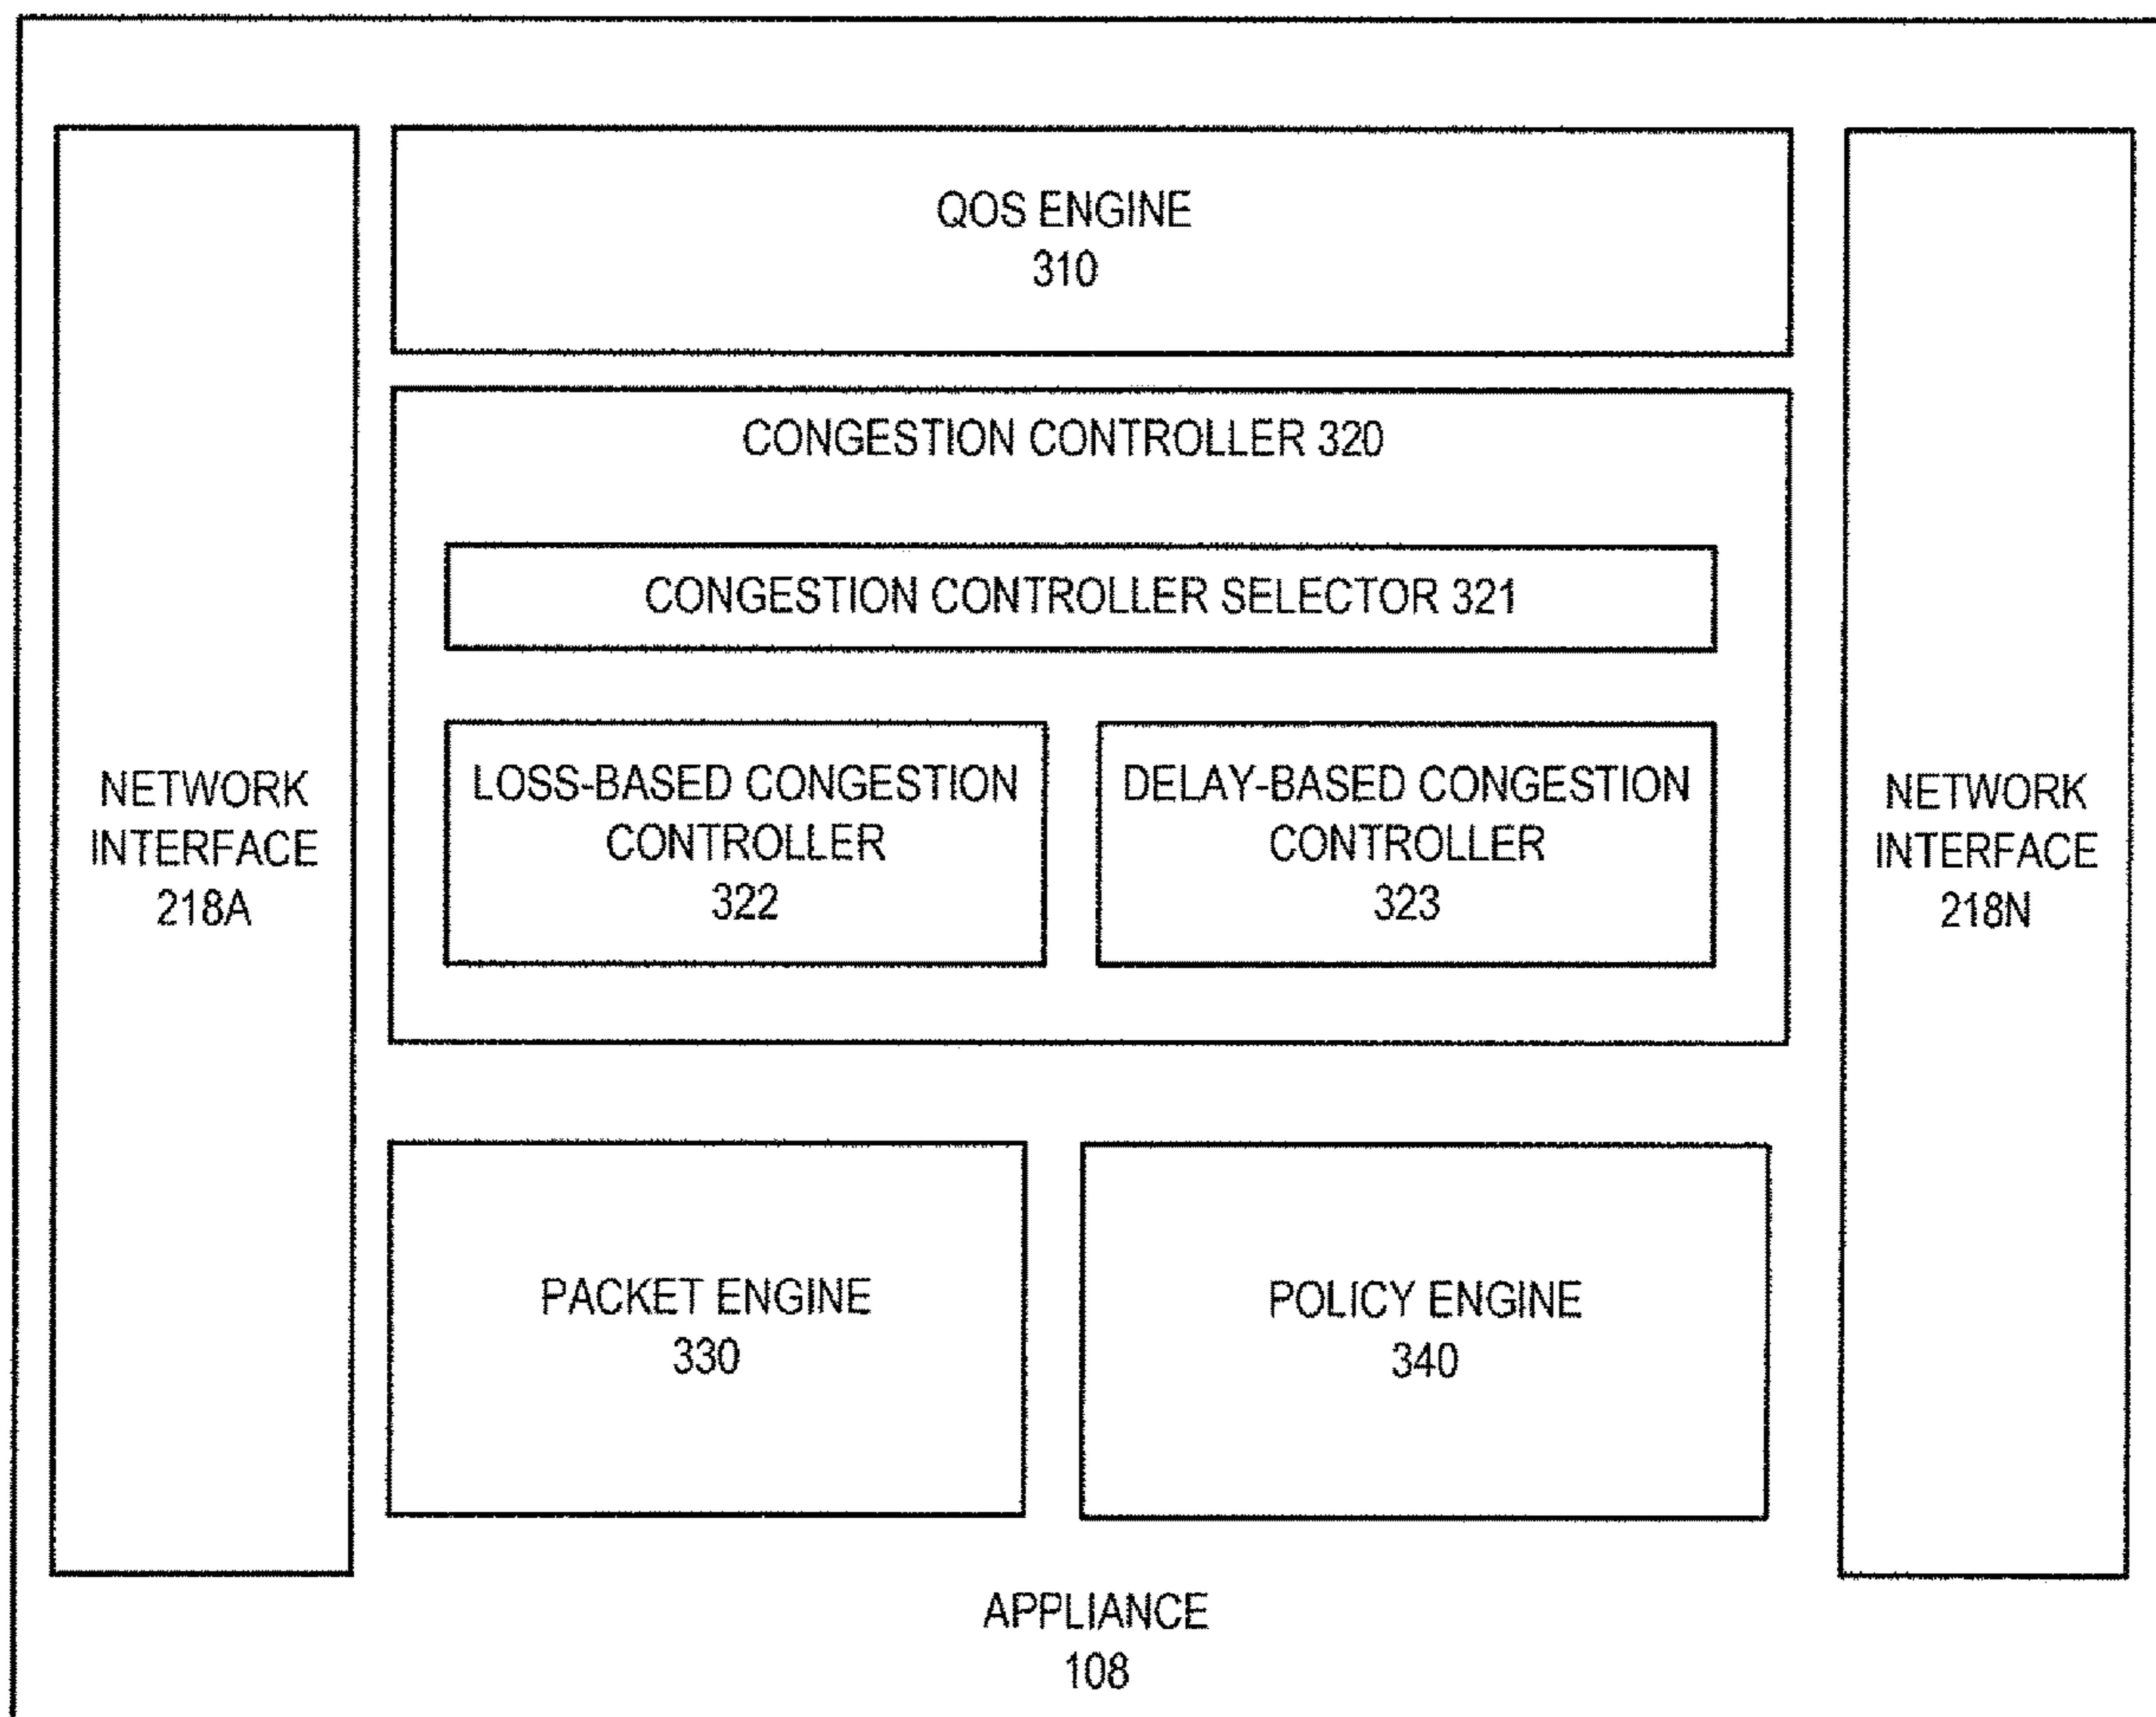 QOS ENGINE
310
CONGESTION CONTROLLER 320
CONGESTION CONTROLLER SELECTOR 321
LOSS-BASED CONGESTION
CONTROLLER
322
DELAY-BASED CONGESTION
CONTROLLER
323
NETWORK
INTERFACE
218A
NETWORK
INTERFACE
218N
PACKET ENGINE
330
POLICY ENGINE
340
APPLIANCE
108